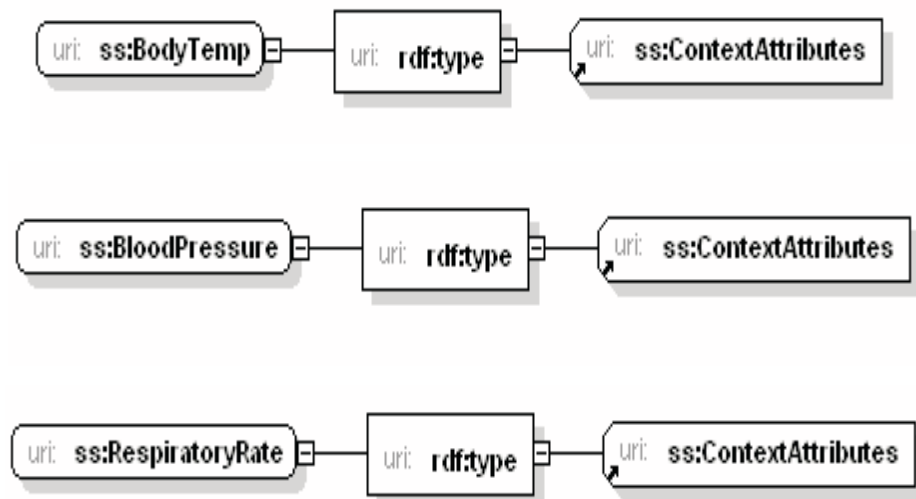 uri: ss:BodyTemp uri: rdf:type uri: ss:ContextAttributes
uri: ss:BloodPressure uri: rdf:type uri: ss:ContextAttributes
uri: ss:RespiratoryRate uri: rdf:type uri: ss:ContextAttributes